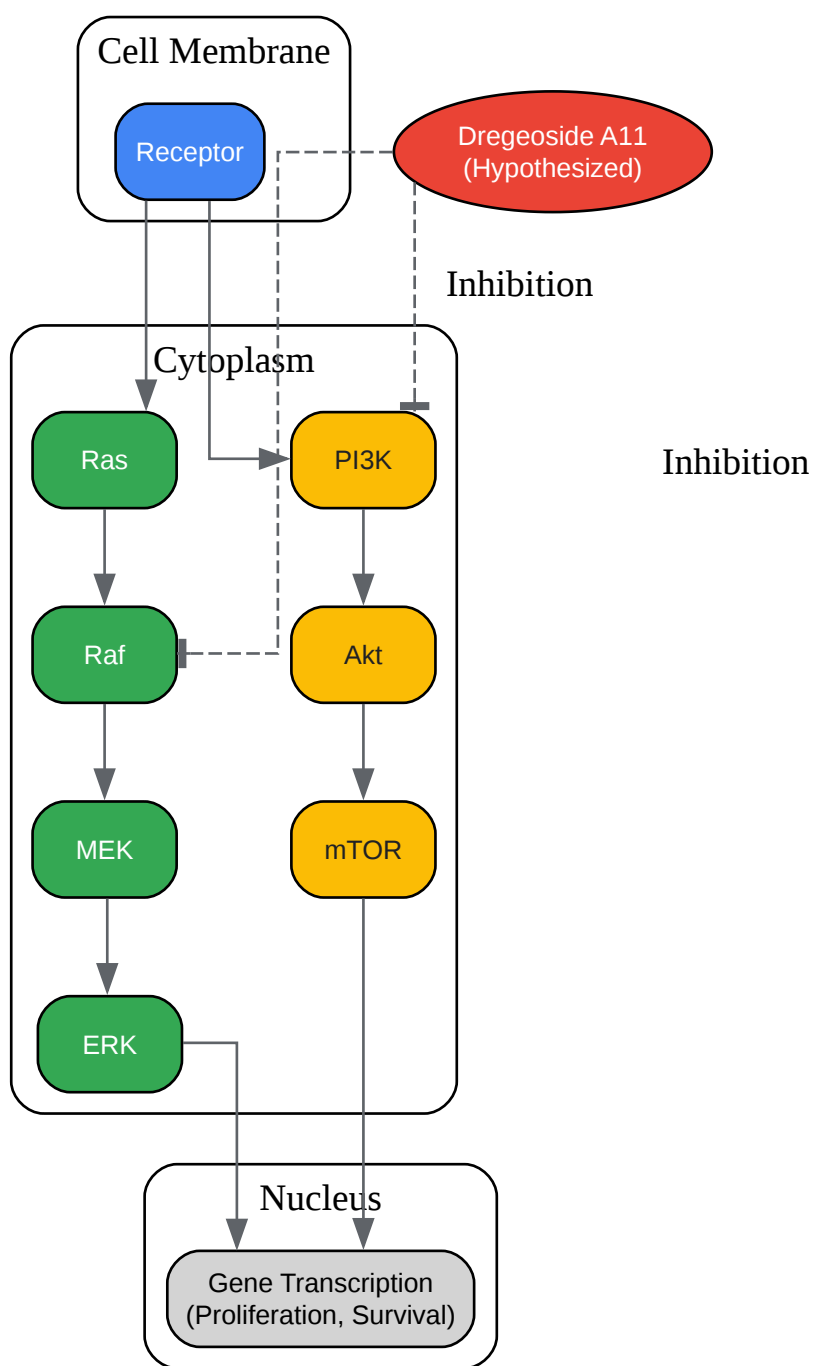 Cell Membrane
Receptor
Dregeoside A11
(Hypothesized)
Inhibition
Cytoplasm
Ras
PI3K
Inhibition
Raf
Akt
MEK
mTOR
ERK
Nucleus
Gene Transcription
(Proliferation, Survival)